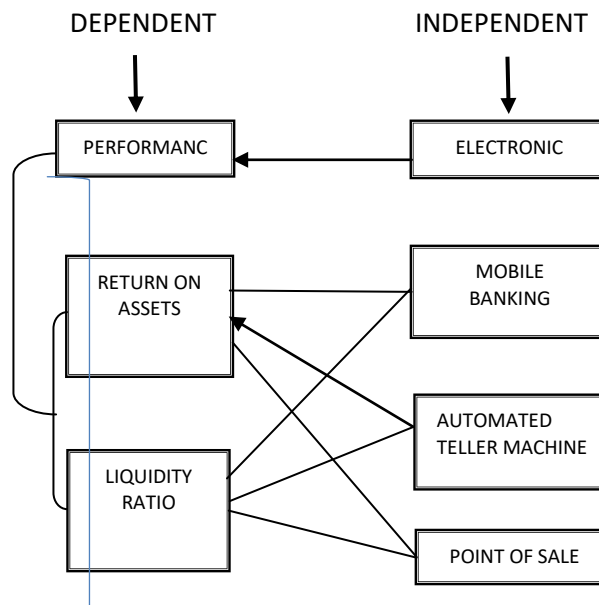 DEPENDENT
INDEPENDENT
PERFORMANC
ELECTRONIC
RETURN ON
ASSETS
MOBILE
BANKING
AUTOMATED
TELLER MACHINE
LIQUIDITY
RATIO
POINT OF SALE